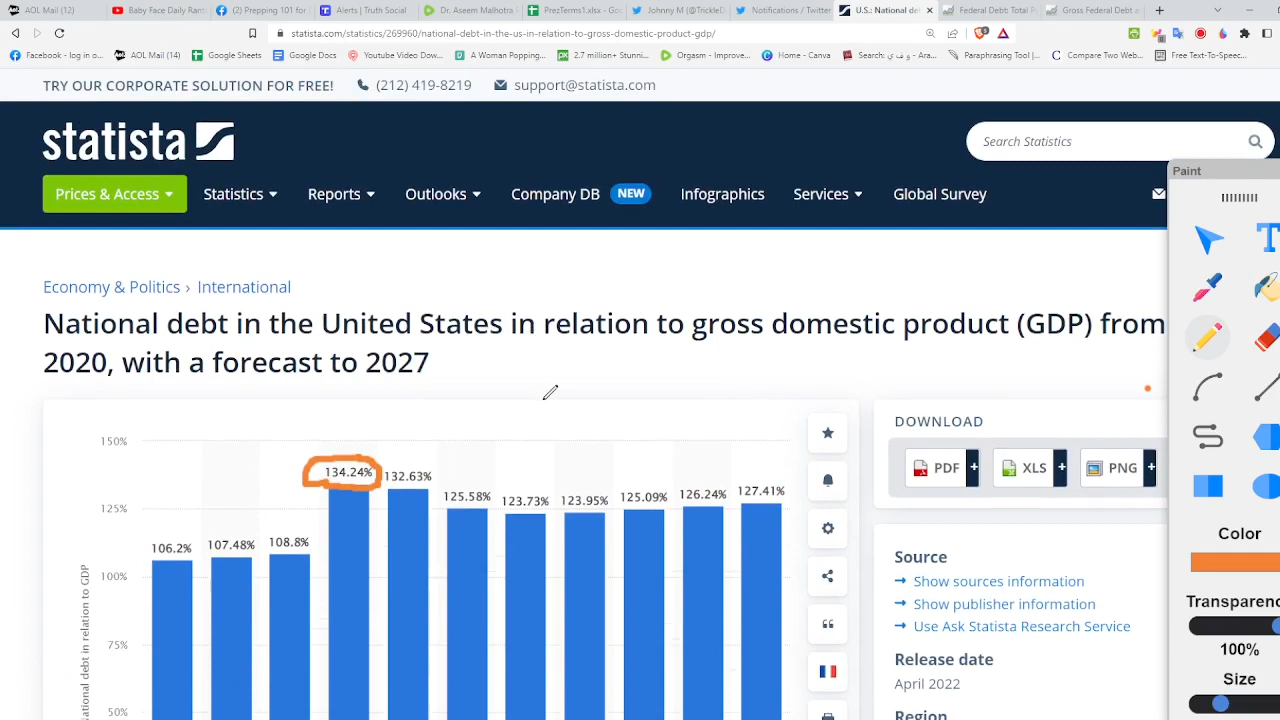 AOL Mail (12)
Baby Face Daily Rant
(2) Prepping 101 for
Alerts | Truth Social
Dr. Aseem Malhotra
PrezTerms1.xlsx - Go
Johnny M (@TrickleD
Notifications / Twitter
U.S.: National de
Federal Debt: Total P
Gross Federal Debt a
statista.com/statistics/269960/national-debt-in-the-us-in-relation-to-gross-domestic-product-gdp/
Facebook - log in o...
AOL Mail (14)
Google Sheets
Google Docs
Youtube Video Dow...
A Woman Popping...
2.7 million+ Stunni...
Orgasm - Improve...
Home - Canva
Search: و ف ي - Ara...
Paraphrasing Tool |...
Compare Two Web...
Free Text-To-Speec...
TRY OUR CORPORATE SOLUTION FOR FREE!
(212) 419-8219
support@statista.com
statista
Search Statistics
Prices & Access
Statistics
Reports
Outlooks
Company DB NEW
Infographics
Services
Global Survey
Paint
Economy & Politics › International
National debt in the United States in relation to gross domestic product (GDP) from
2020, with a forecast to 2027
150%
125%
100%
75%
50%
National debt in relation to GDP
106.2%
107.48%
108.8%
134.24%
132.63%
125.58%
123.73%
123.95%
125.09%
126.24%
127.41%
DOWNLOAD
PDF +
XLS +
PNG +
Source
→ Show sources information
→ Show publisher information
→ Use Ask Statista Research Service
Release date
April 2022
Region
Color
Transparenc
100%
Size